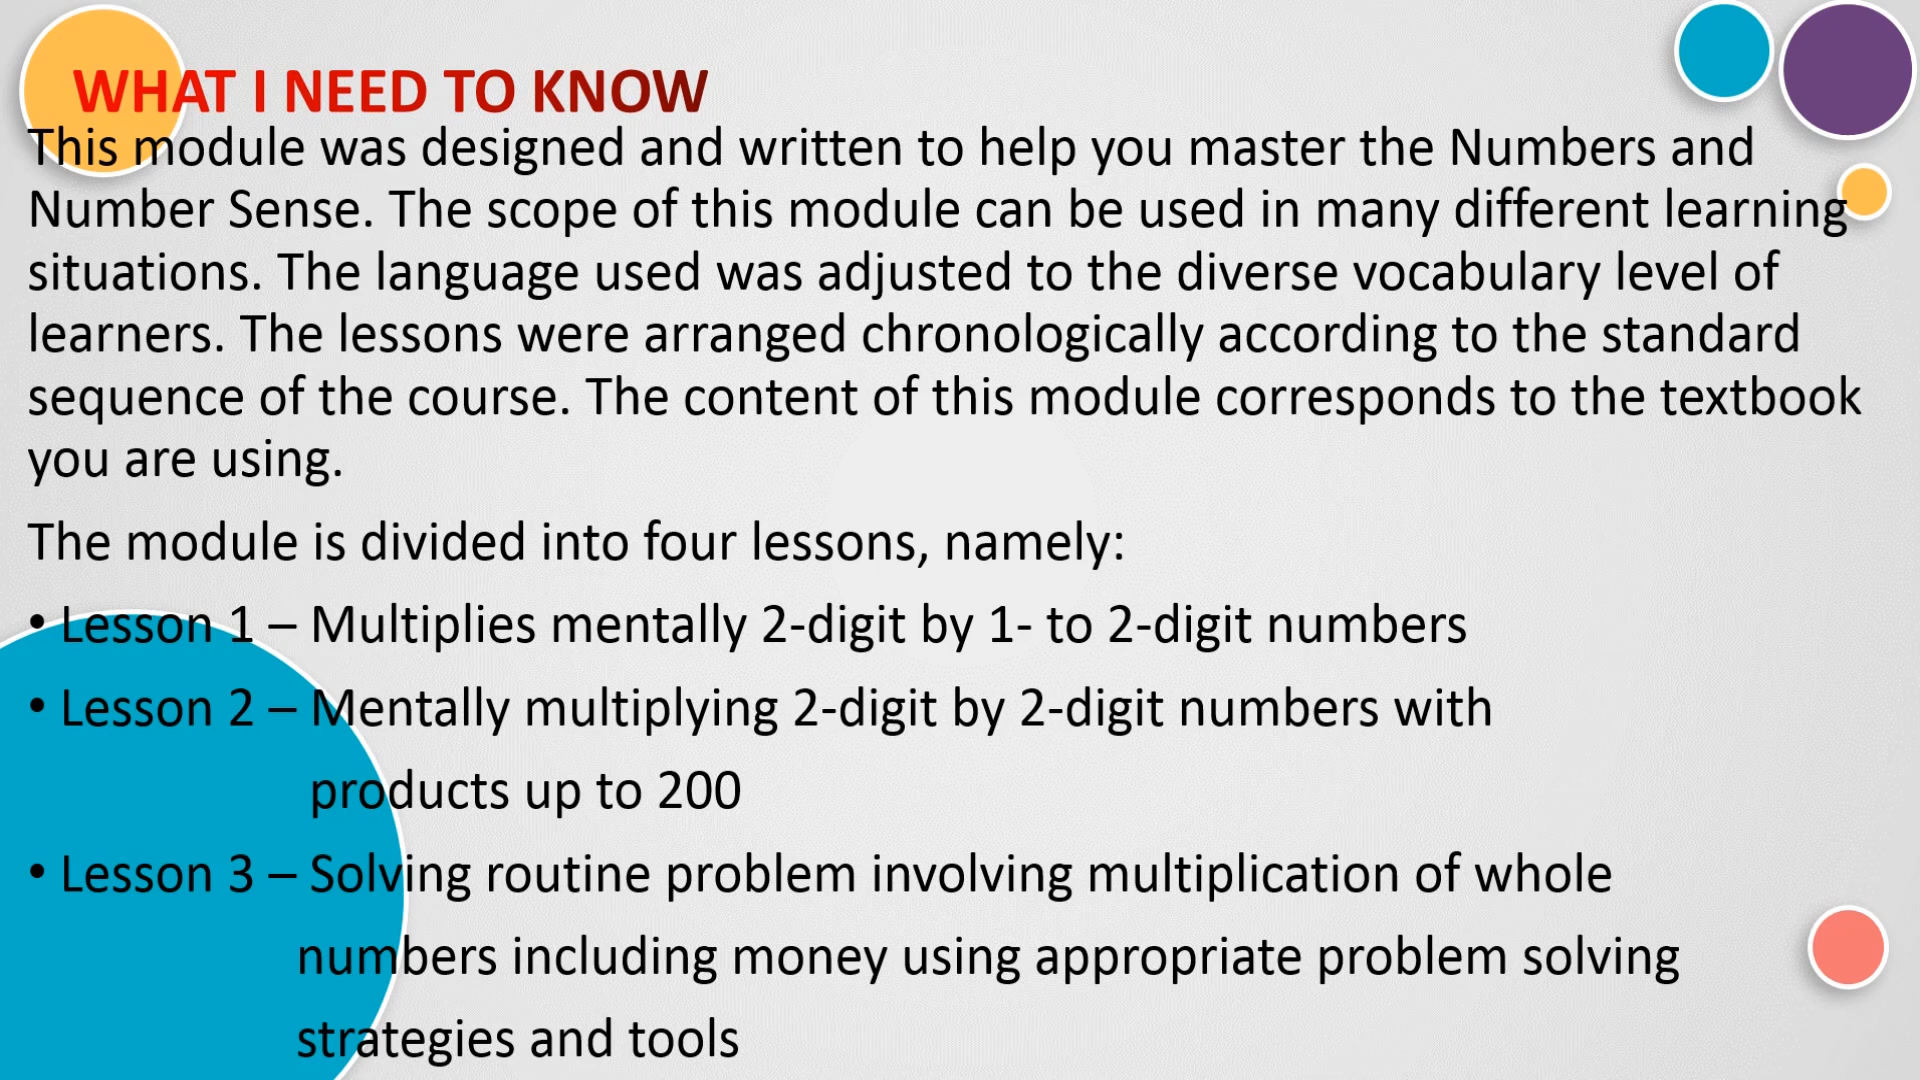 WHAT I NEED TO KNOW
This module was designed and written to help you master the Numbers and
Number Sense. The scope of this module can be used in many different learning
situations. The language used was adjusted to the diverse vocabulary level of
learners. The lessons were arranged chronologically according to the standard
sequence of the course. The content of this module corresponds to the textbook
you are using.
The module is divided into four lessons, namely:
• Lesson 1 – Multiplies mentally 2-digit by 1- to 2-digit numbers
• Lesson 2 – Mentally multiplying 2-digit by 2-digit numbers with
products up to 200
• Lesson 3 – Solving routine problem involving multiplication of whole
numbers including money using appropriate problem solving
strategies and tools